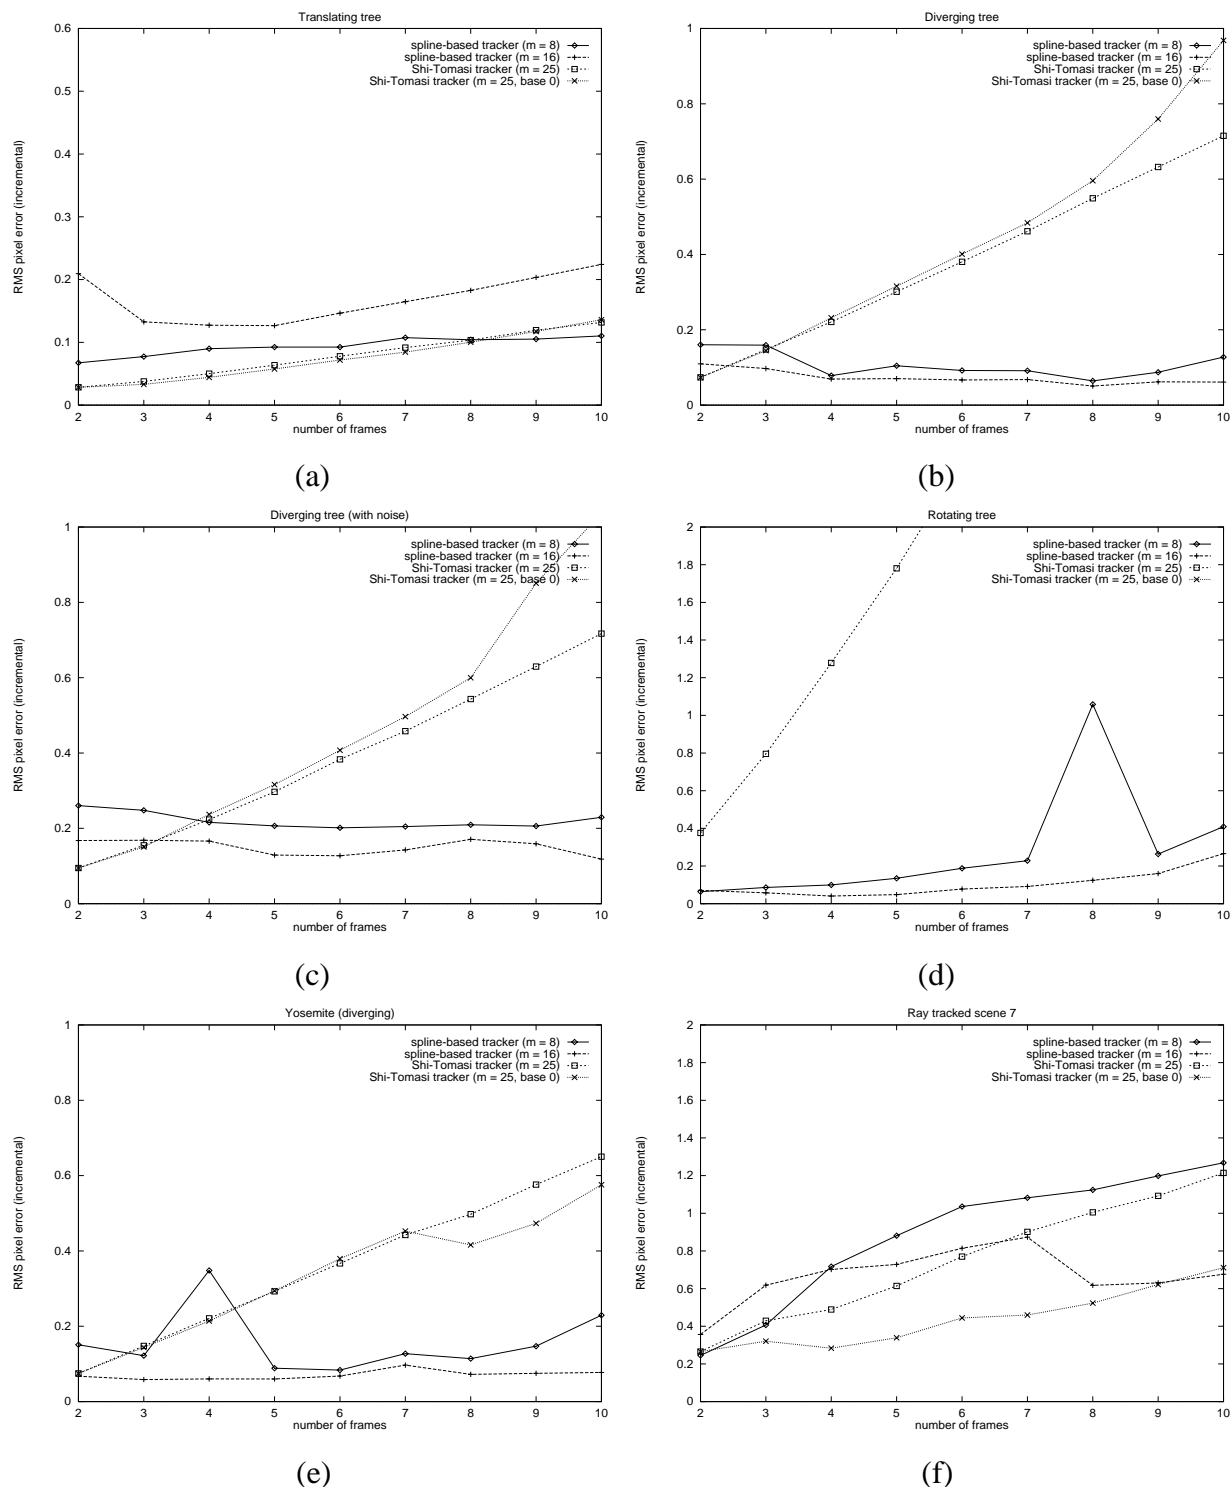 Translating tree
0.6
0.5
0.4
0.3
0.2
0.1
0
RMS pixel error (incremental)
spline-based tracker (m = 8)
spline-based tracker (m = 16)
Shi-Tomasi tracker (m = 25)
Shi-Tomasi tracker (m = 25, base 0)
2 3 4 5 6 7 8 9 10
number of frames
(a)
Diverging tree
1
0.8
0.6
0.4
0.2
0
RMS pixel error (incremental)
spline-based tracker (m = 8)
spline-based tracker (m = 16)
Shi-Tomasi tracker (m = 25)
Shi-Tomasi tracker (m = 25, base 0)
2 3 4 5 6 7 8 9 10
number of frames
(b)
Diverging tree (with noise)
1
0.8
0.6
0.4
0.2
0
RMS pixel error (incremental)
spline-based tracker (m = 8)
spline-based tracker (m = 16)
Shi-Tomasi tracker (m = 25)
Shi-Tomasi tracker (m = 25, base 0)
2 3 4 5 6 7 8 9 10
number of frames
(c)
Rotating tree
2
1.8
1.6
1.4
1.2
1
0.8
0.6
0.4
0.2
0
RMS pixel error (incremental)
spline-based tracker (m = 8)
spline-based tracker (m = 16)
Shi-Tomasi tracker (m = 25)
Shi-Tomasi tracker (m = 25, base 0)
2 3 4 5 6 7 8 9 10
number of frames
(d)
Yosemite (diverging)
1
0.8
0.6
0.4
0.2
0
RMS pixel error (incremental)
spline-based tracker (m = 8)
spline-based tracker (m = 16)
Shi-Tomasi tracker (m = 25)
Shi-Tomasi tracker (m = 25, base 0)
2 3 4 5 6 7 8 9 10
number of frames
(e)
Ray tracked scene 7
2
1.8
1.6
1.4
1.2
1
0.8
0.6
0.4
0.2
0
RMS pixel error (incremental)
spline-based tracker (m = 8)
spline-based tracker (m = 16)
Shi-Tomasi tracker (m = 25)
Shi-Tomasi tracker (m = 25, base 0)
2 3 4 5 6 7 8 9 10
number of frames
(f)